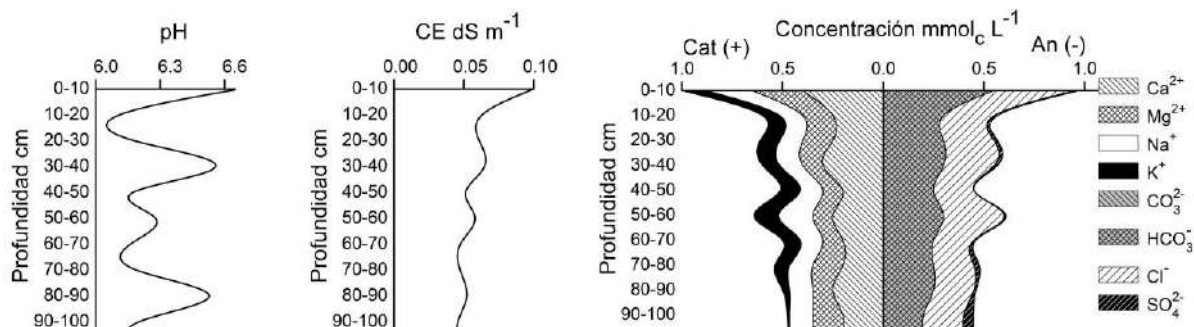 pH
6.0 6.3 6.6
Profundidad cm
0-10
10-20
20-30
30-40
40-50
50-60
60-70
70-80
80-90
90-100
CE dS m-1
0.00 0.05 0.10
Profundidad cm
0-10
10-20
20-30
30-40
40-50
50-60
60-70
70-80
80-90
90-100
Concentración mmolc L-1
Cat (+) An (-)
1.0 0.5 0.0 0.5 1.0
Profundidad cm
0-10
10-20
20-30
30-40
40-50
50-60
60-70
70-80
80-90
90-100
Ca2+
Mg2+
Na+
K+
CO32-
HCO3-
Cl-
SO42-